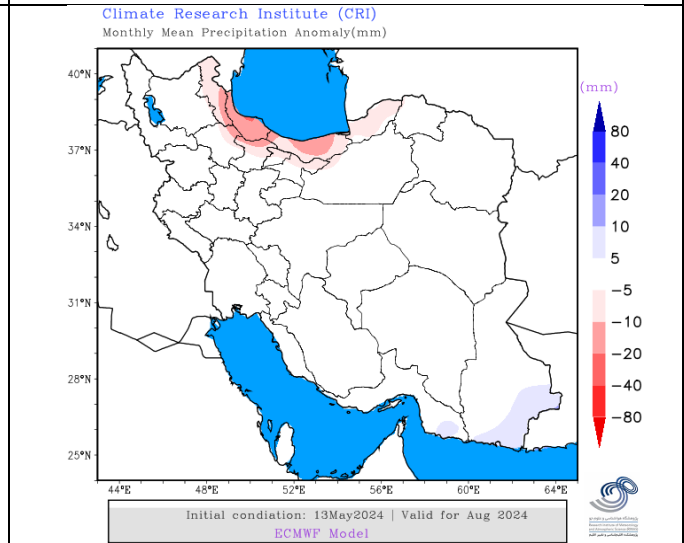 Climate Research Institute (CRI)
Monthly Mean Precipitation Anomaly(mm)
(mm)
40°N
37°N
34°N
31°N
28°N
25°N
44°E 48°E 52°E 56°E 60°E 64°E
80
40
20
10
5
−5
−10
−20
−40
−80
Initial condiation: 13May2024 | Valid for Aug 2024
ECMWF Model